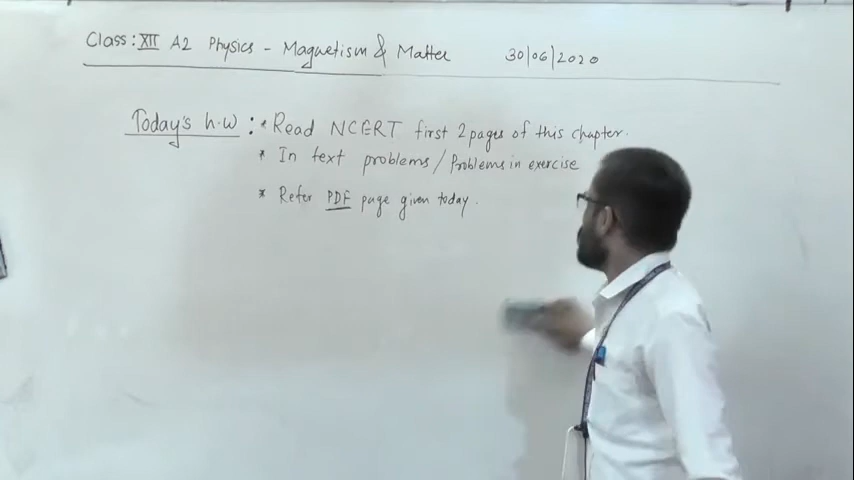 Class: XII A2 Physics - Magnetism & Matter 30/06/2020
Today's h.w : * Read NCERT first 2 pages of this chapter.
* In text problems / Problems in exercise
* Refer PDF page given today.